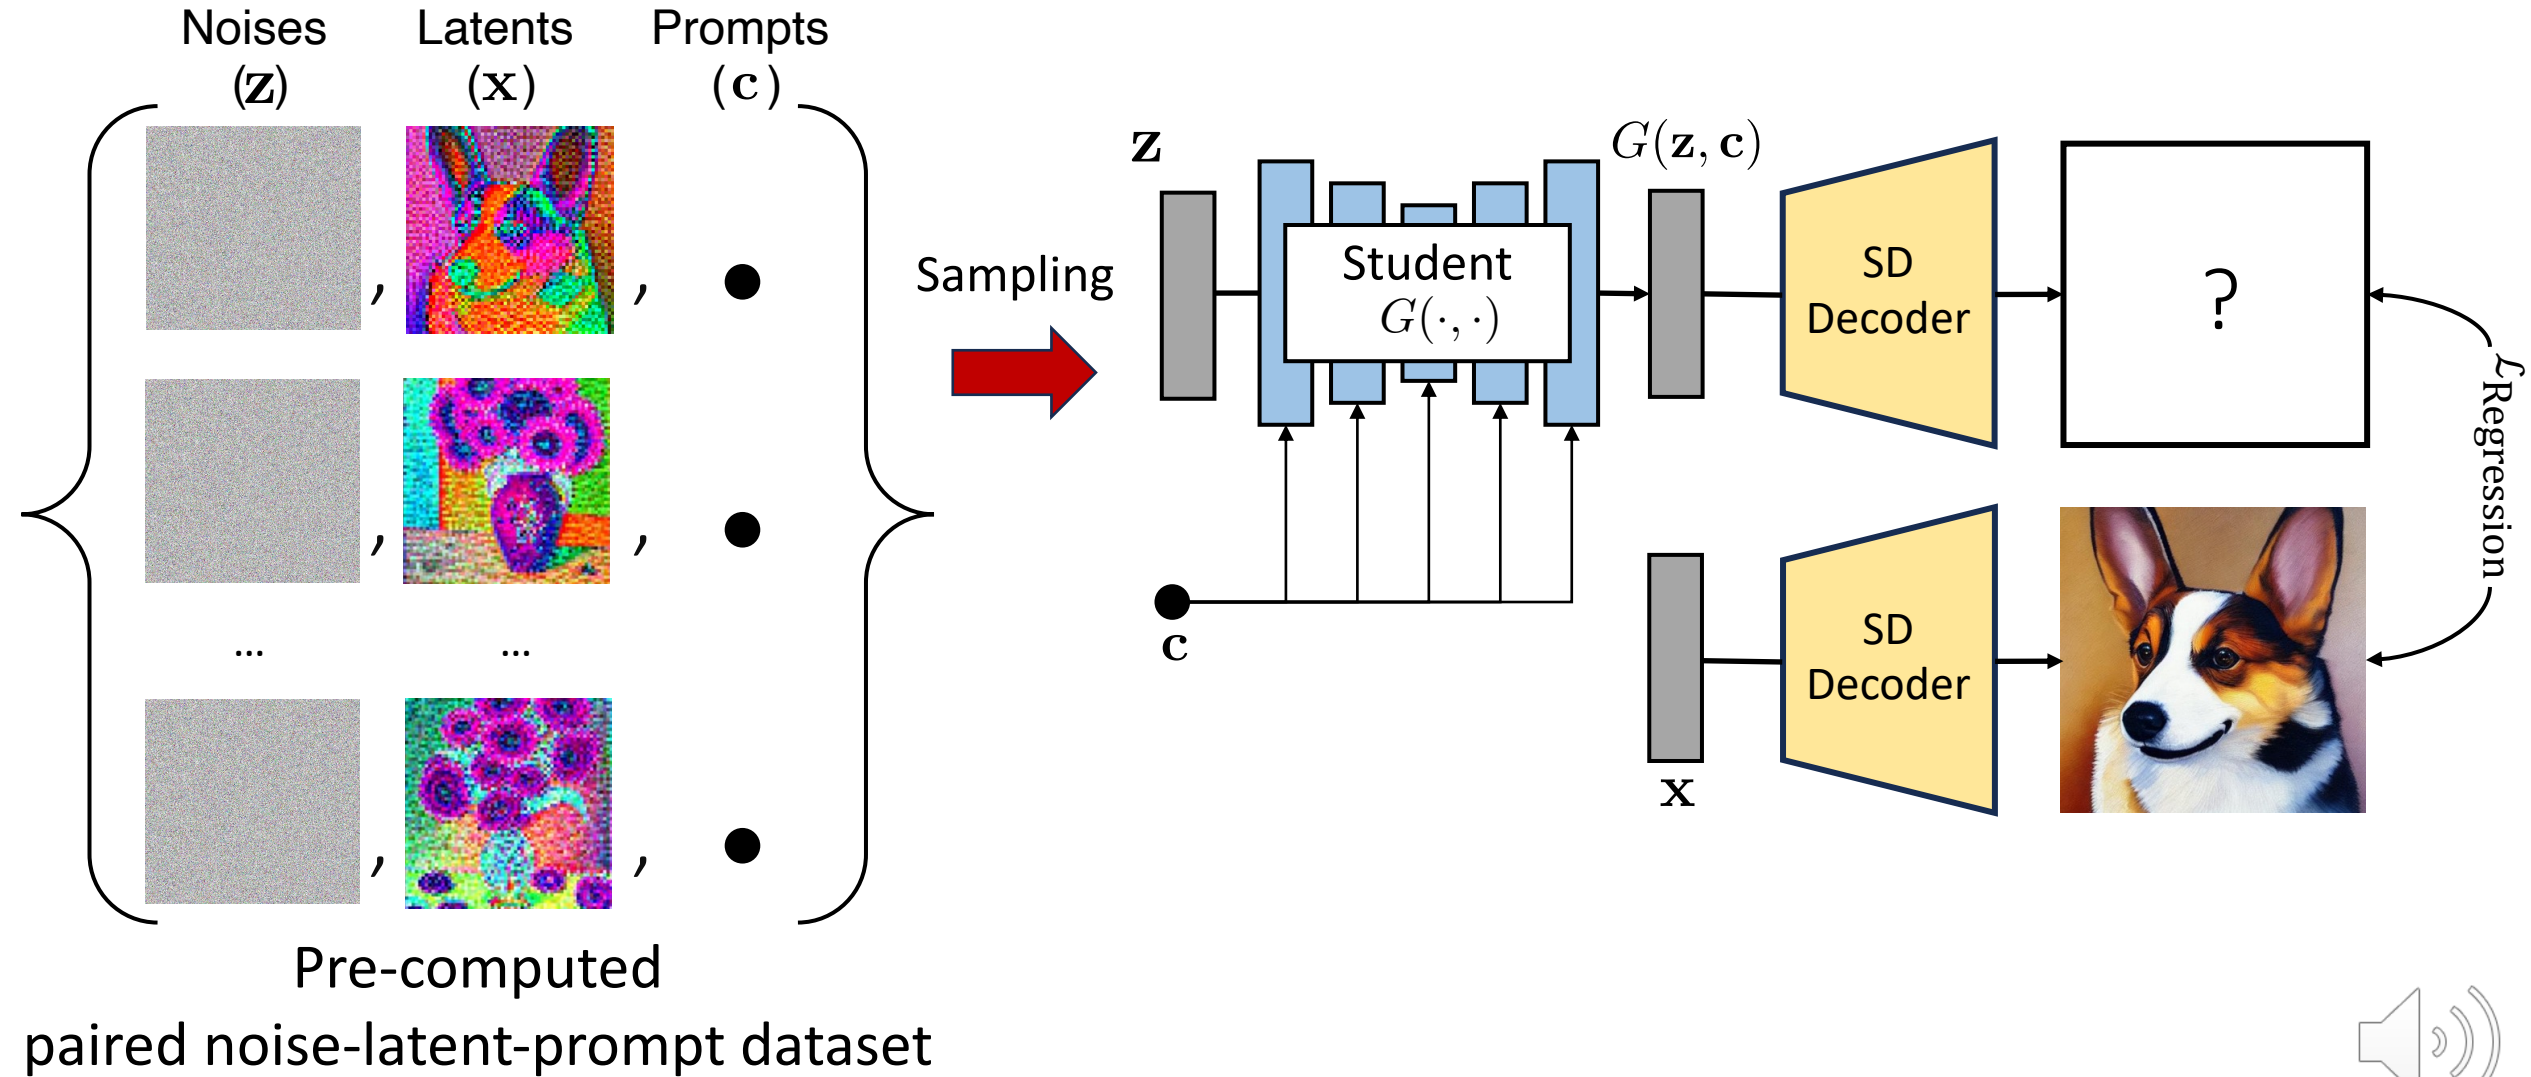 Noises Latents Prompts
(z) (x) (c)
, ,
, ,
... ...
, ,
Pre-computed
paired noise-latent-prompt dataset
Sampling
z
Student
G(·, ·)
c
G(z, c)
SD
Decoder
?
x
SD
Decoder
ℒRegression